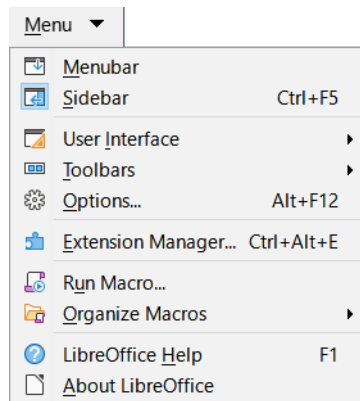 Menu
Menubar
Sidebar Ctrl+F5
User Interface
Toolbars
Options... Alt+F12
Extension Manager... Ctrl+Alt+E
Run Macro...
Organize Macros
LibreOffice Help F1
About LibreOffice